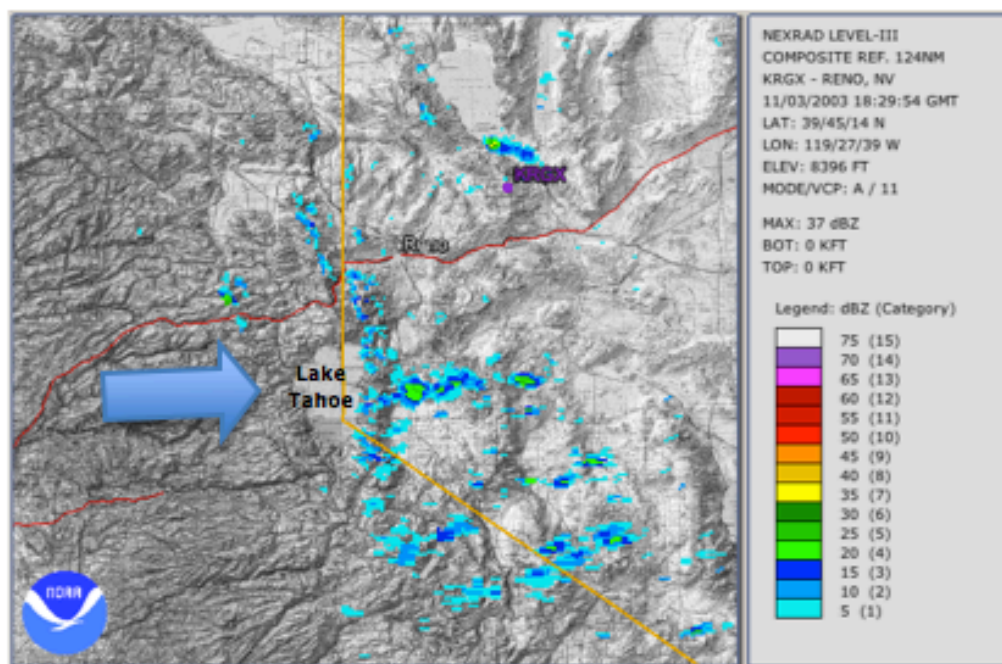 KRGX
Reno
Lake
Tahoe
NOAA
NEXRAD LEVEL-III
COMPOSITE REF. 124NM
KRGX - RENO, NV
11/03/2003 18:29:54 GMT
LAT: 39/45/14 N
LON: 119/27/39 W
ELEV: 8396 FT
MODE/VCP: A / 11
MAX: 37 dBZ
BOT: 0 KFT
TOP: 0 KFT
Legend: dBZ (Category)
75 (15)
70 (14)
65 (13)
60 (12)
55 (11)
50 (10)
45 (9)
40 (8)
35 (7)
30 (6)
25 (5)
20 (4)
15 (3)
10 (2)
5 (1)